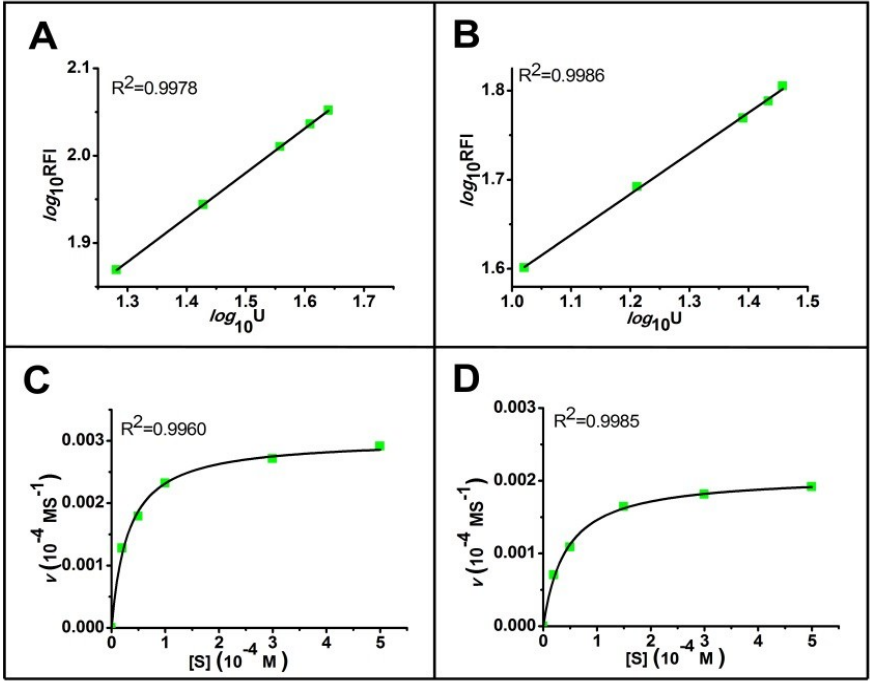 A
R²=0.9978
log₁₀RFI
2.1
2.0
1.9
1.3 1.4 1.5 1.6 1.7
log₁₀U
B
R²=0.9986
log₁₀RFI
1.8
1.7
1.6
1.0 1.1 1.2 1.3 1.4 1.5
log₁₀U
C
R²=0.9960
v (10⁻⁴ MS⁻¹)
0.003
0.002
0.001
0.000
0 1 2 3 4 5
[S] (10⁻⁴ M)
D
R²=0.9985
v (10⁻⁴ MS⁻¹)
0.003
0.002
0.001
0.000
0 1 2 3 4 5
[S] (10⁻⁴ M)